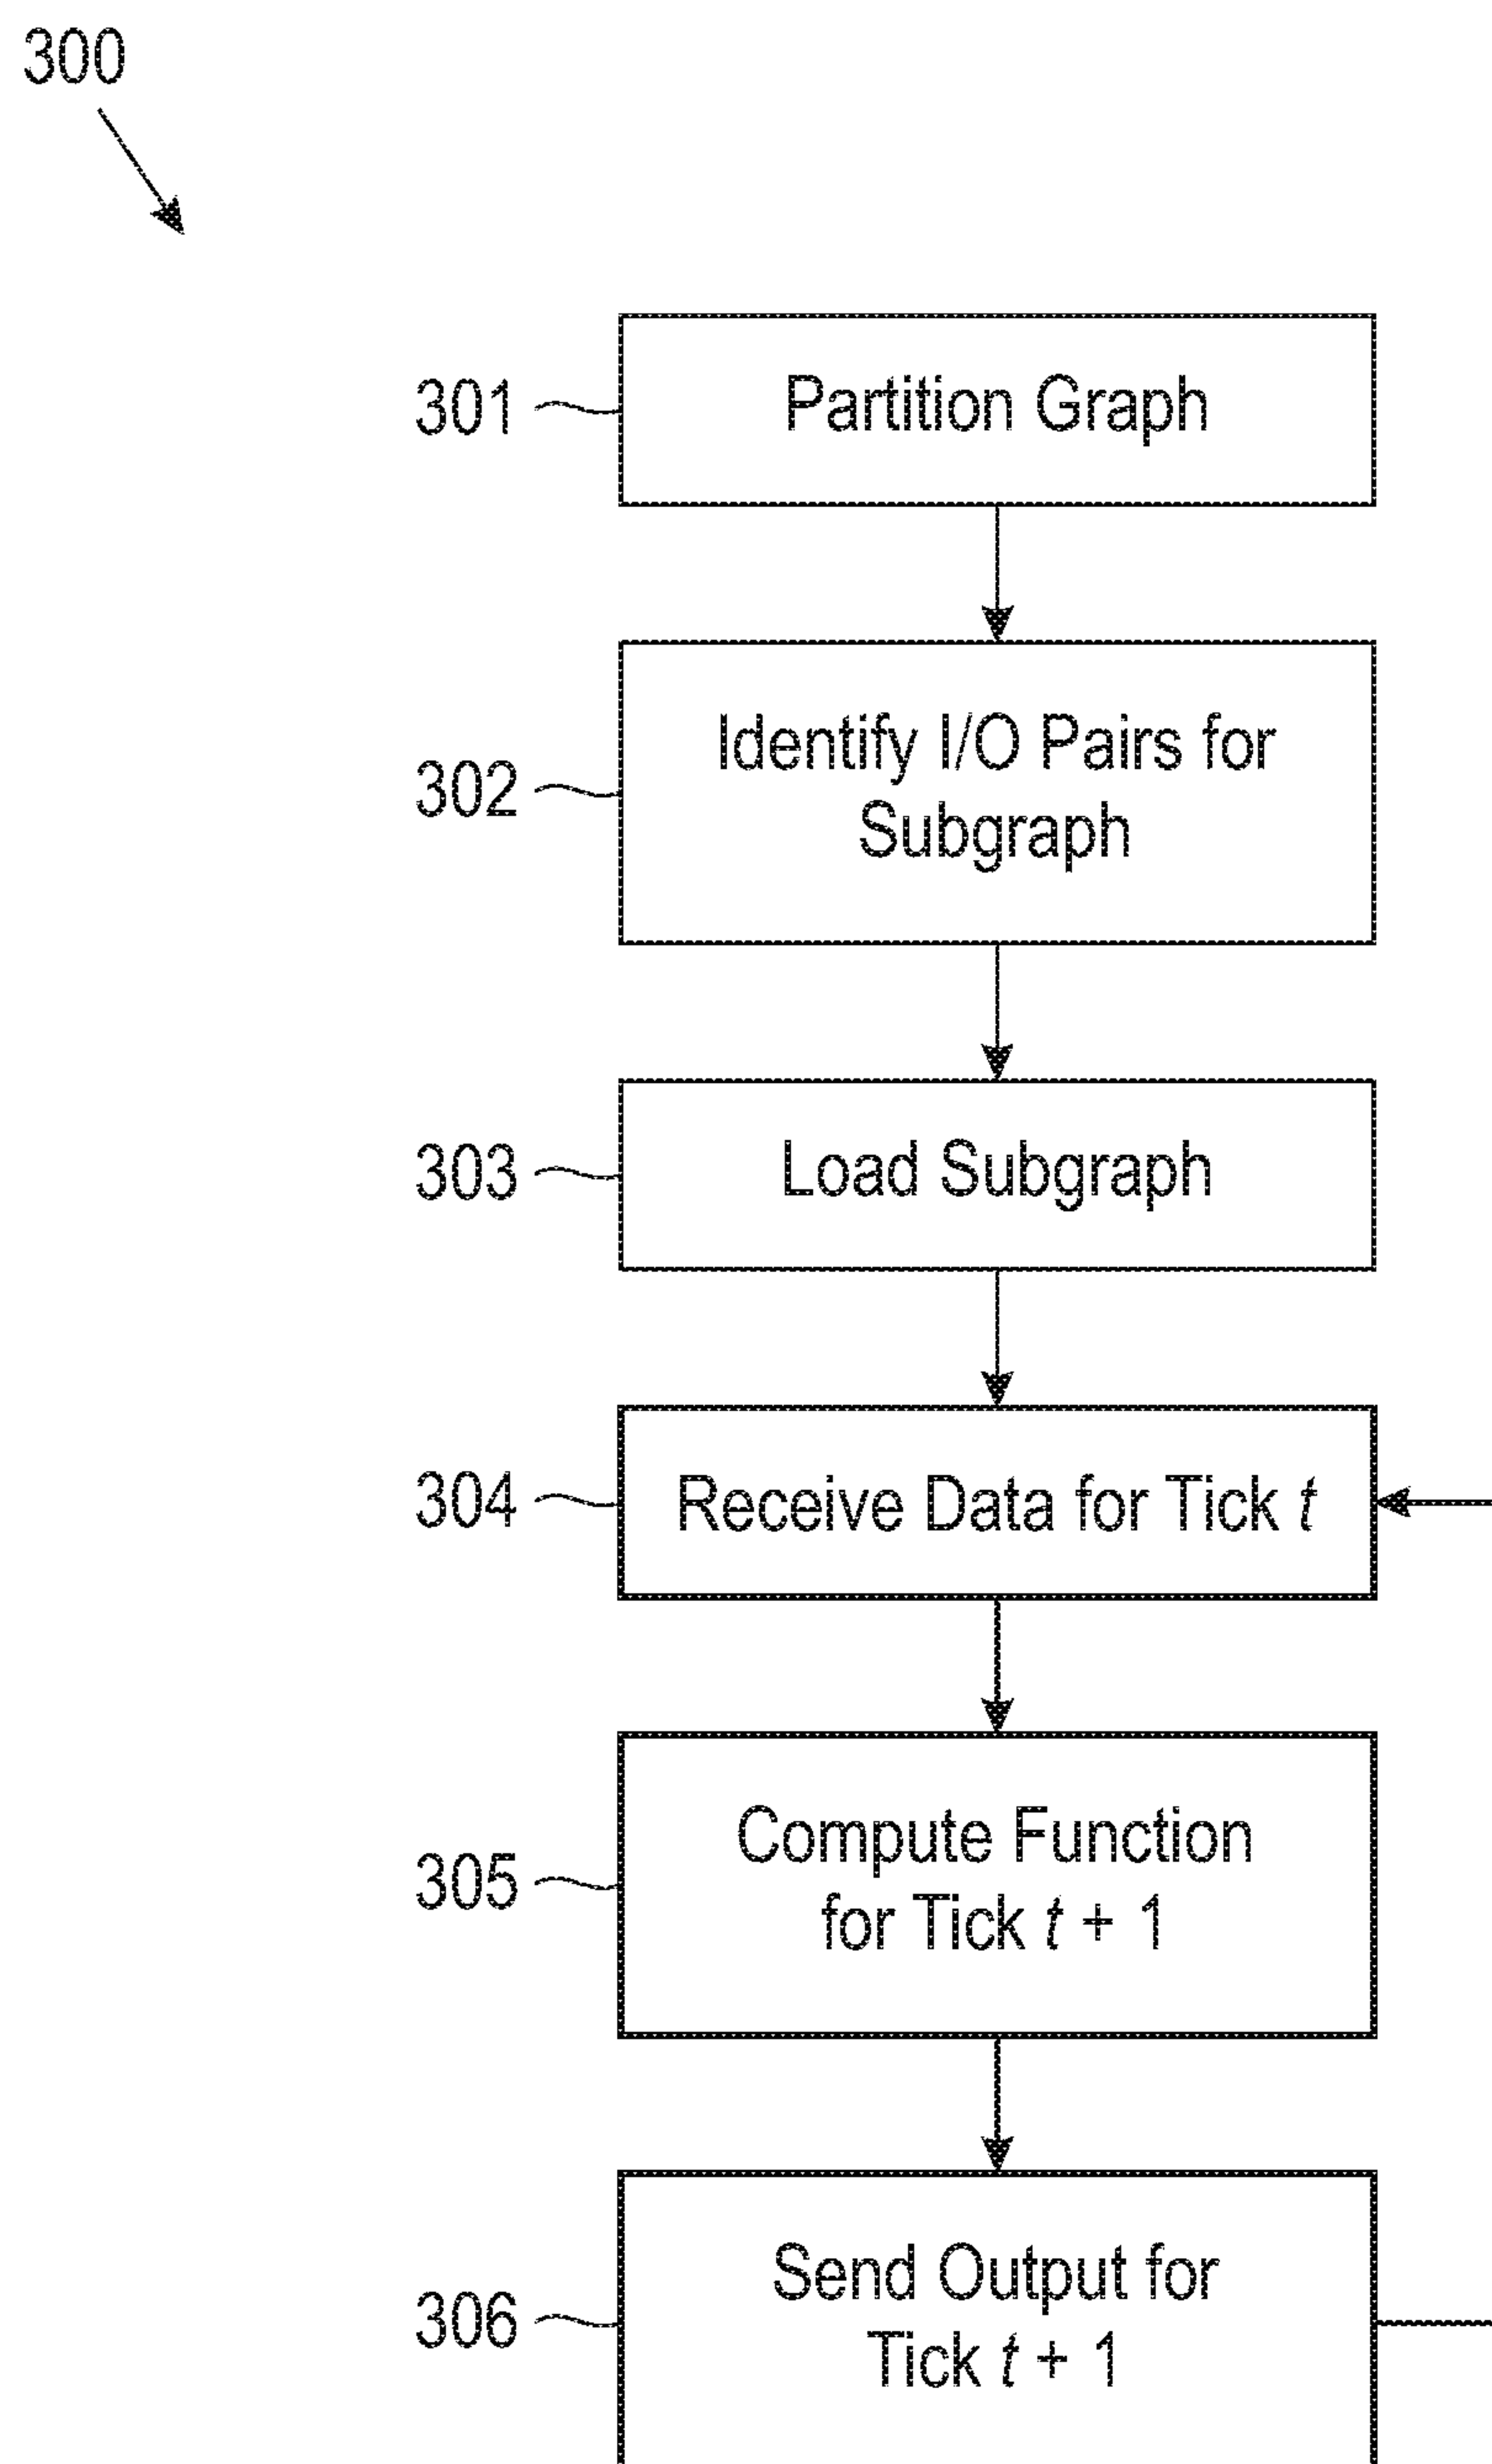 300
301
Partition Graph
302
Identify I/O Pairs for
Subgraph
303
Load Subgraph
304
Receive Data for Tick t
305
Compute Function
for Tick t + 1
306
Send Output for
Tick t + 1